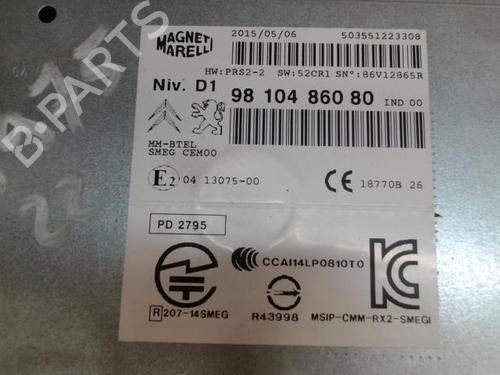 MAGNETI
MARELLI
2015/05/06
503551223308
HW:PRS2-2 SW:52CR1 SN°:86V12865R
Niv. D1
98 104 860 80 IND 00
MM-BTEL
SMEG CEM00
E2 04 13075-00
CE 18770B 26
PD 2795
CCAI14LP0810T0
R 207-14SMEG
R43998
MSIP-CMM-RX2-SMEGI
22